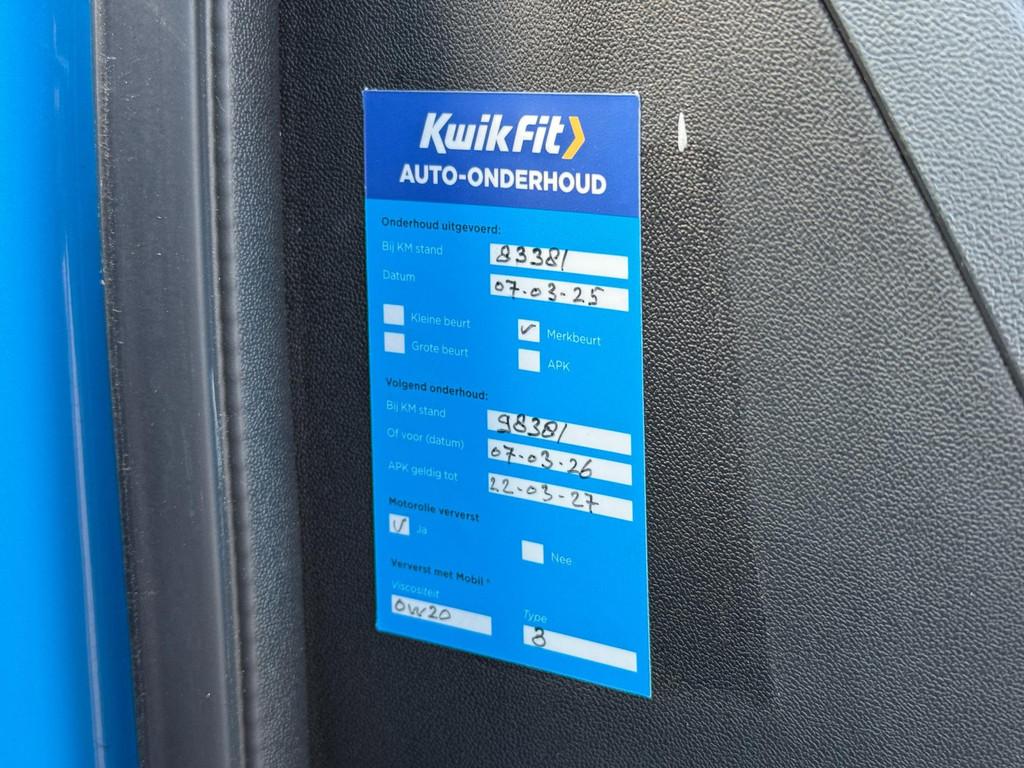 KwikFit
AUTO-ONDERHOUD
Onderhoud uitgevoerd:
Bij KM stand 83381
Datum 07-03-25
Kleine beurt Merkbeurt
Grote beurt APK
Volgend onderhoud:
Bij KM stand 98381
Of voor (datum) 07-03-26
APK geldig tot 22-03-27
Motorolie ververst
Ja Nee
Ververst met Mobil*
Viscositeit Type
0W20 8